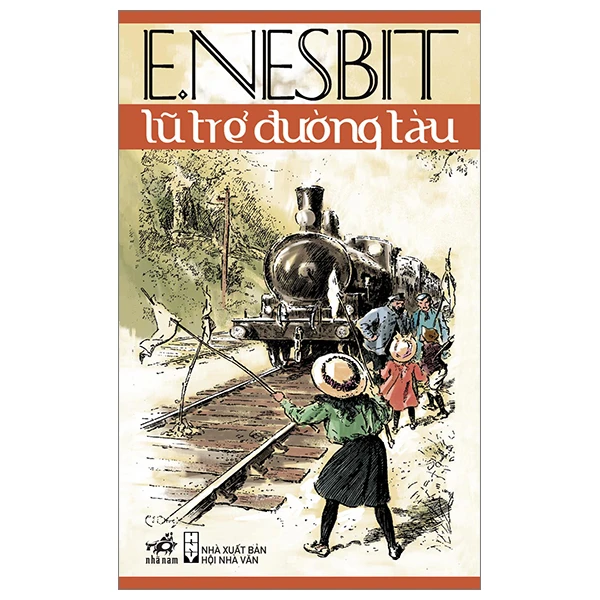 E.NESBIT
lũ trẻ đường tàu
nhã nam
NHÀ XUẤT BẢN
HỘI NHÀ VĂN